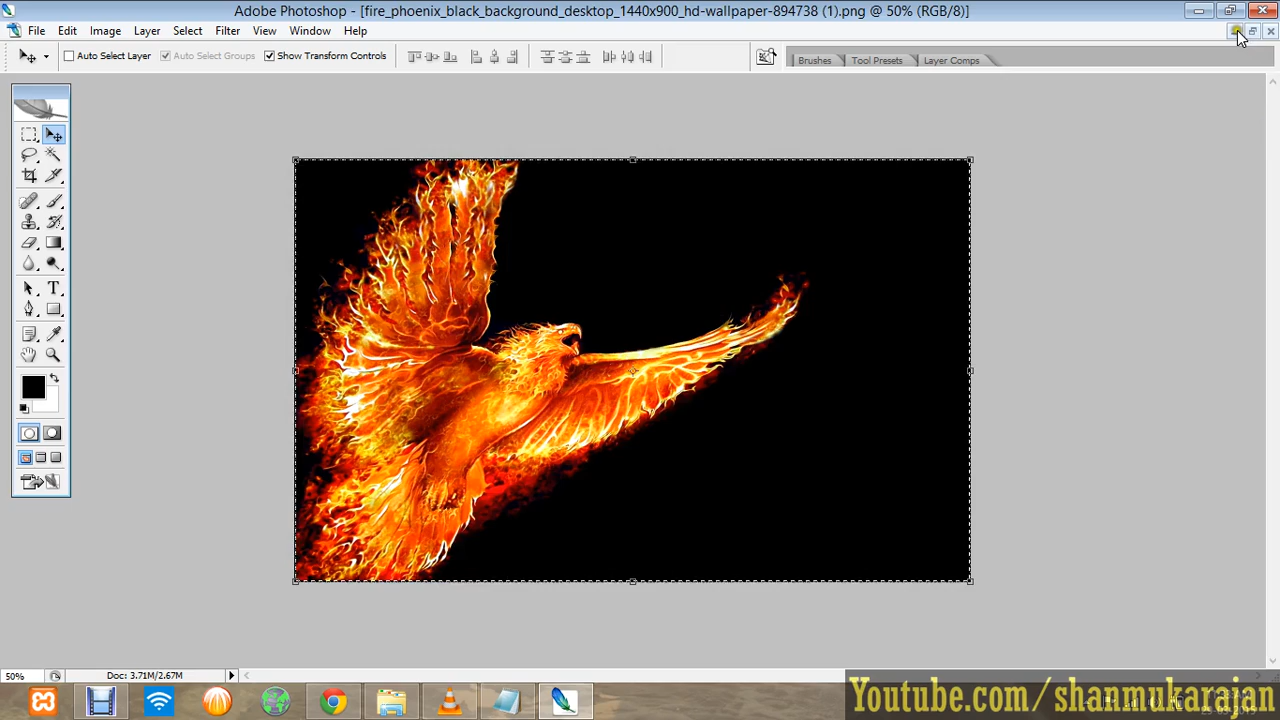 Adobe Photoshop - [fire_phoenix_black_background_desktop_1440x900_hd-wallpaper-894738 (1).png @ 50% (RGB/8)]
File Edit Image Layer Select Filter View Window Help
Auto Select Layer Auto Select Groups Show Transform Controls Brushes Tool Presets Layer Comps
50% Doc: 3.71M/2.67M
Youtube.com/ shanmukarajan